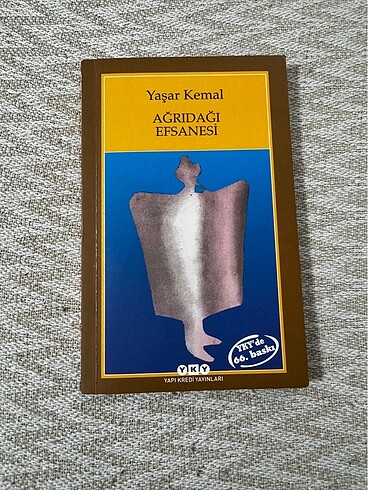 Yaşar Kemal
AĞRIDAĞI
EFSANESİ
YKY'de
66. baskı
YKY
YAPI KREDİ YAYINLARI